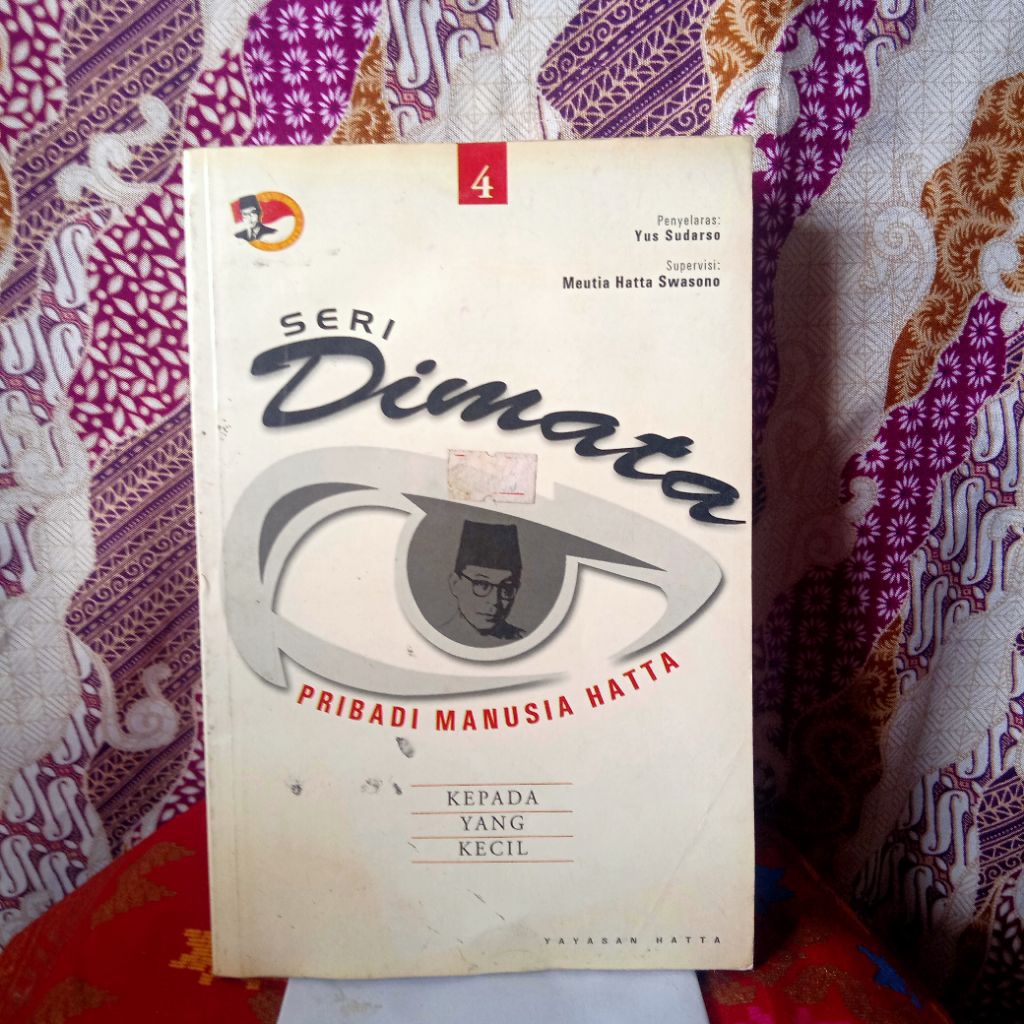 4
Penyelaras:
Yus Sudarso
Supervisi:
Meutia Hatta Swasono
SERI
Dimata
PRIBADI MANUSIA HATTA
KEPADA
YANG
KECIL
YAYASAN HATTA